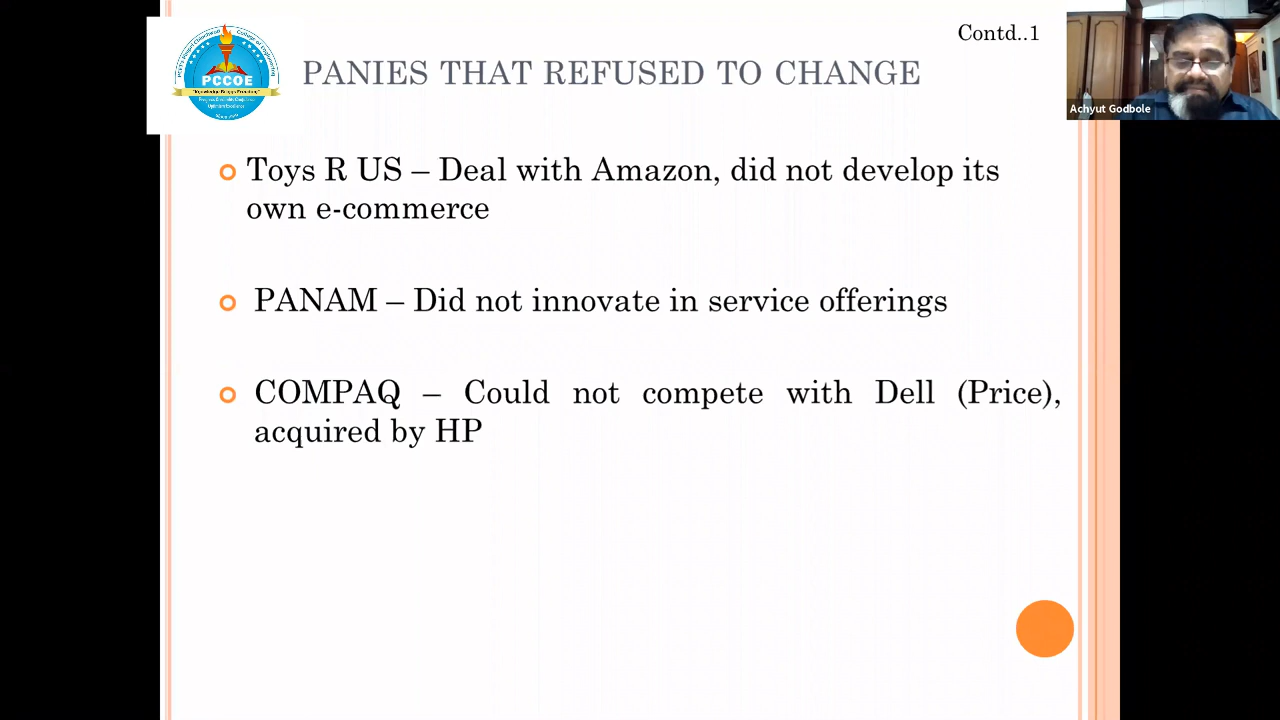 Contd..1
PCCOE
PANIES THAT REFUSED TO CHANGE
Achyut Godbole
Toys R US – Deal with Amazon, did not develop its
own e-commerce
PANAM – Did not innovate in service offerings
COMPAQ – Could not compete with Dell (Price),
acquired by HP